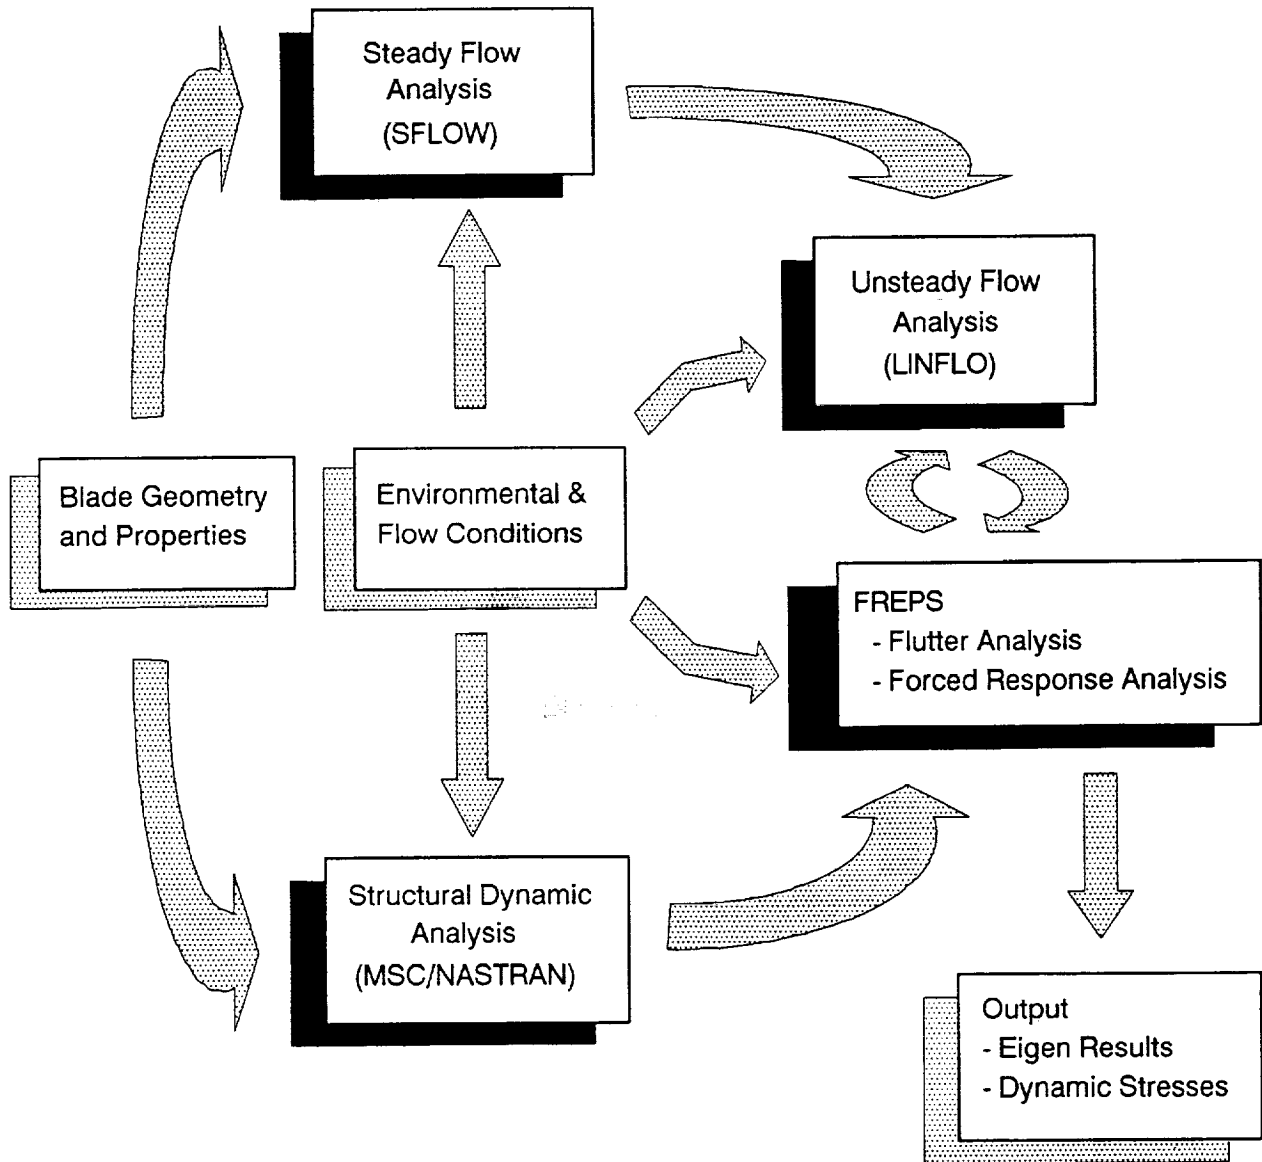 Steady Flow
Analysis
(SFLOW)
Unsteady Flow
Analysis
(LINFLO)
Blade Geometry
and Properties
Environmental &
Flow Conditions
FREPS
- Flutter Analysis
- Forced Response Analysis
Structural Dynamic
Analysis
(MSC/NASTRAN)
Output
- Eigen Results
- Dynamic Stresses